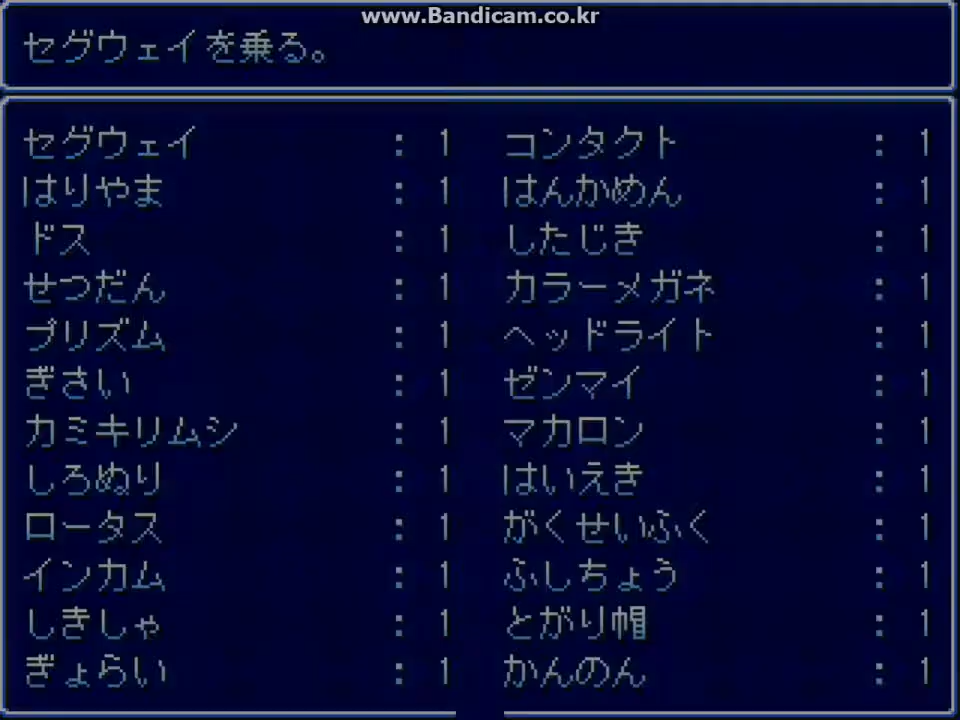 www.Bandicam.co.kr
セグウェイを乗る。
セグウェイ : 1 コンタクト : 1
はりやま : 1 はんかめん : 1
ドス : 1 したじき : 1
せつだん : 1 カラーメガネ : 1
プリズム : 1 ヘッドライト : 1
ぎさい : 1 ゼンマイ : 1
カミキリムシ : 1 マカロン : 1
しろぬり : 1 はいえき : 1
ロータス : 1 がくせいふく : 1
インカム : 1 ふしちょう : 1
しきしゃ : 1 とがり帽 : 1
ぎょらい : 1 かんのん : 1